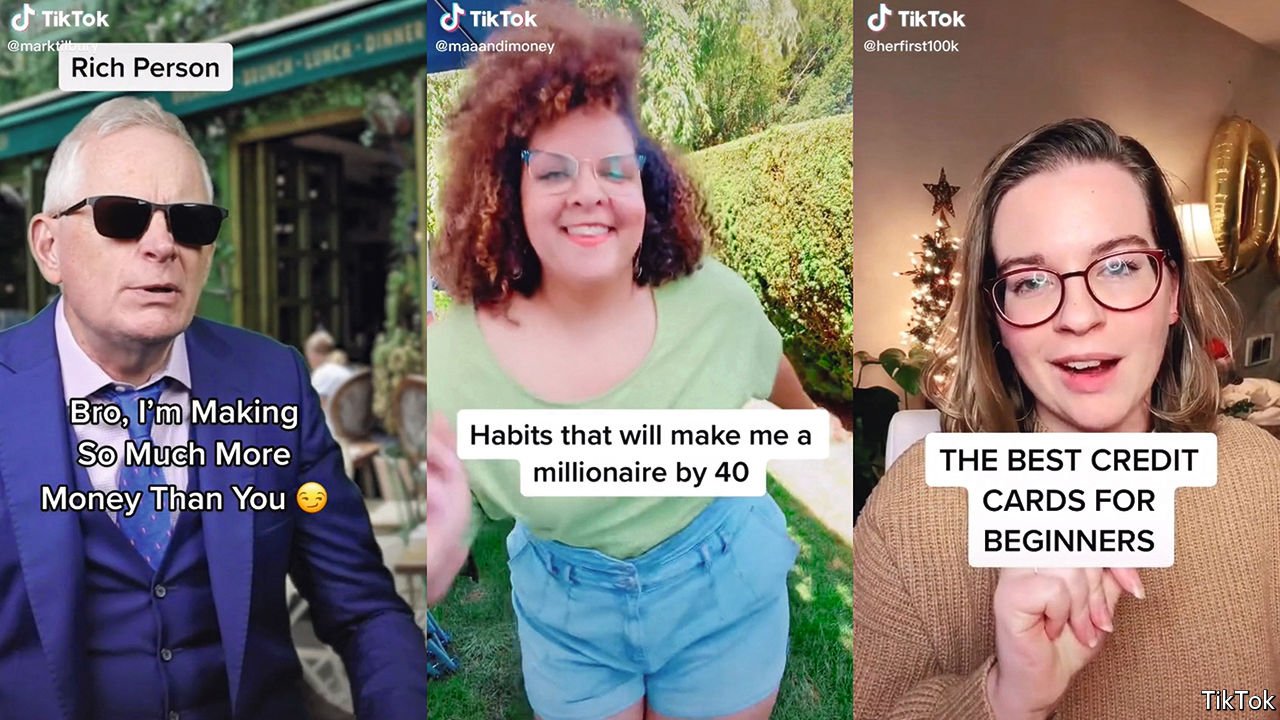 TikTok
@marktilbury
Rich Person
BRUNCH · LUNCH · DINNER
Bro, I’m Making
So Much More
Money Than You 😏
TikTok
@maaandimoney
Habits that will make me a
millionaire by 40
TikTok
@herfirst100k
THE BEST CREDIT
CARDS FOR
BEGINNERS
TikTok